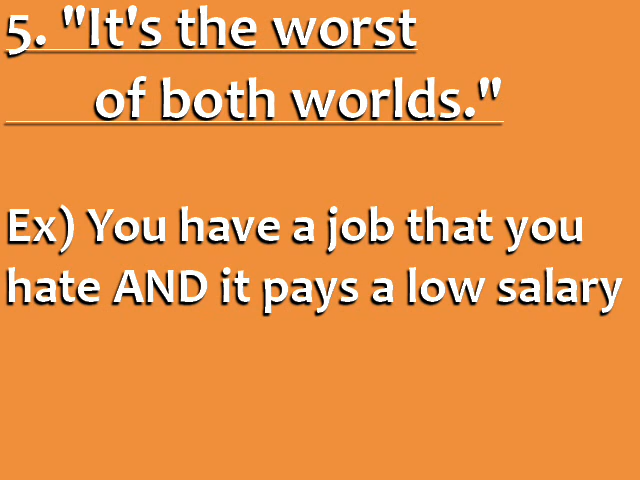 5. "It's the worst
of both worlds."
Ex) You have a job that you
hate AND it pays a low salary